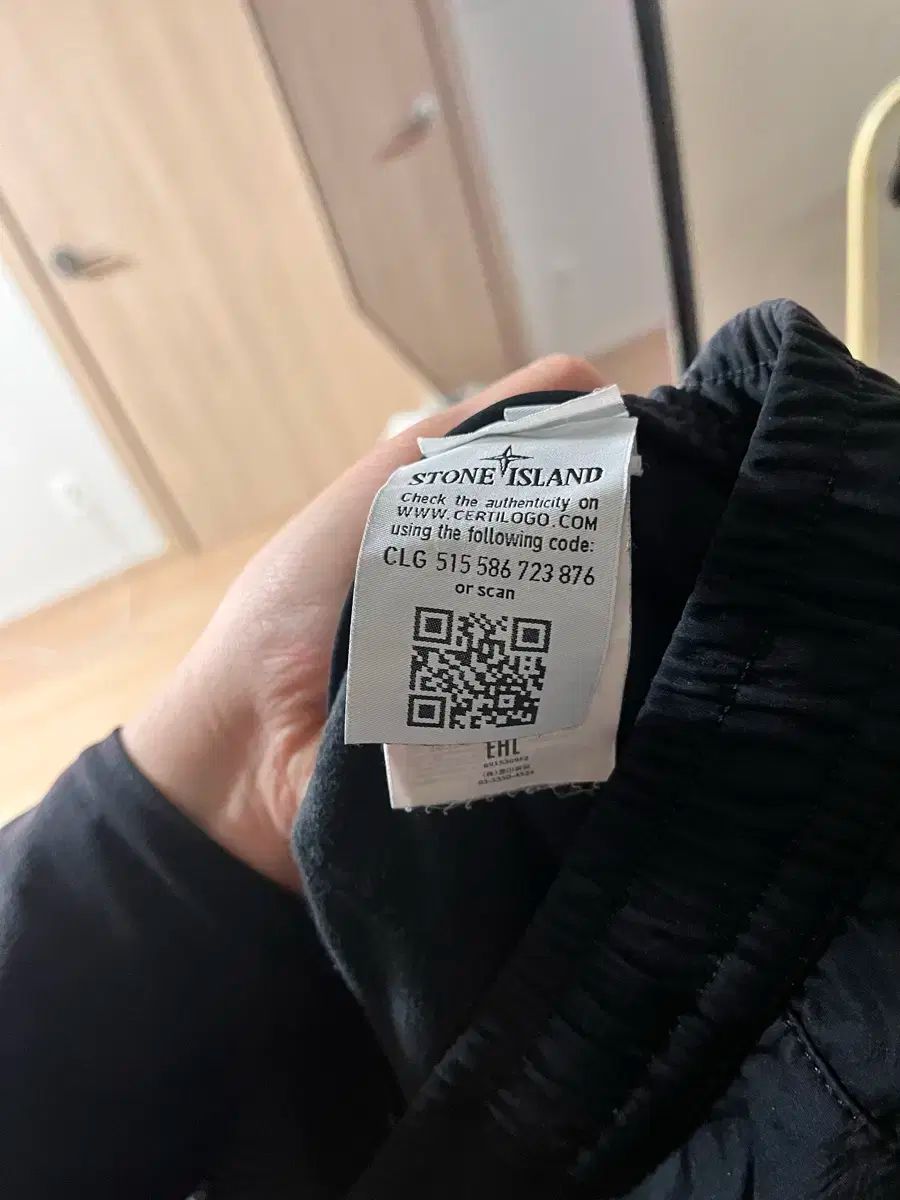 STONE ISLAND
Check the authenticity on
WWW.CERTILOGO.COM
using the following code:
CLG 515 586 723 876
or scan
EAC